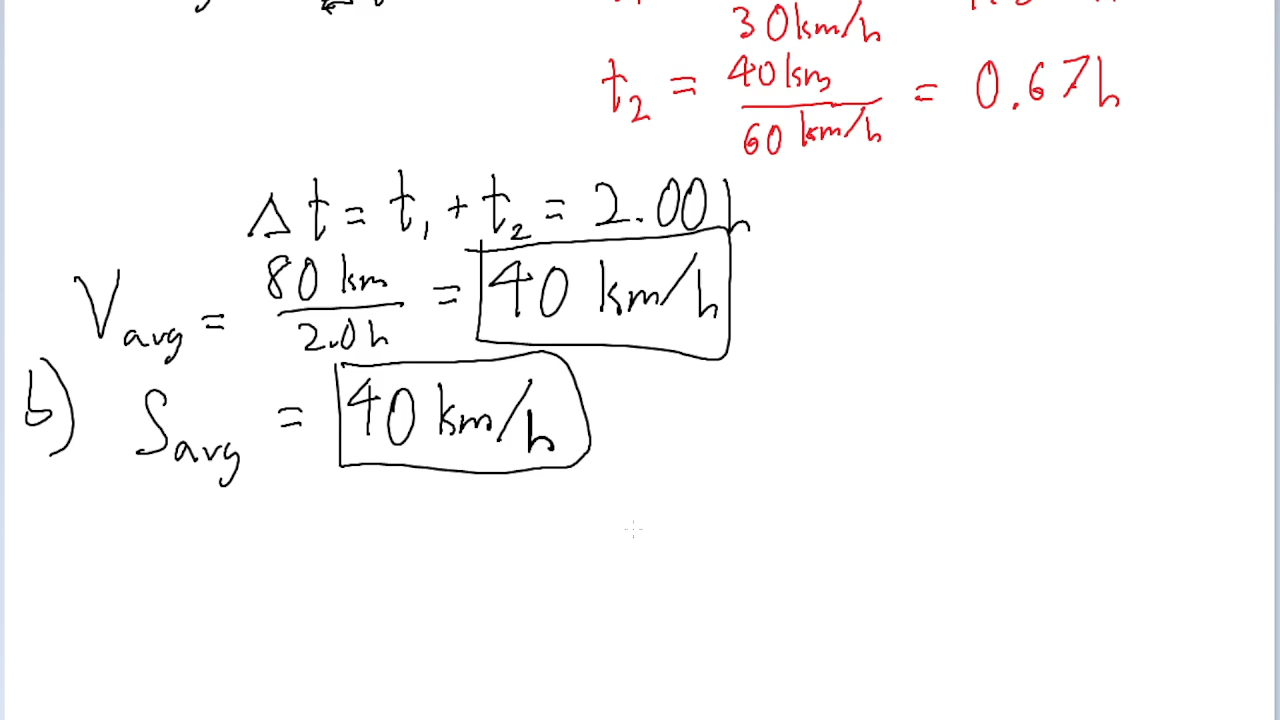 30 km/h
t₂ = 40 km / 60 km/h = 0.67 h
Δt = t₁ + t₂ = 2.00 h
Vavg = 80 km / 2.0 h = 40 km/h
b) Savg = 40 km/h